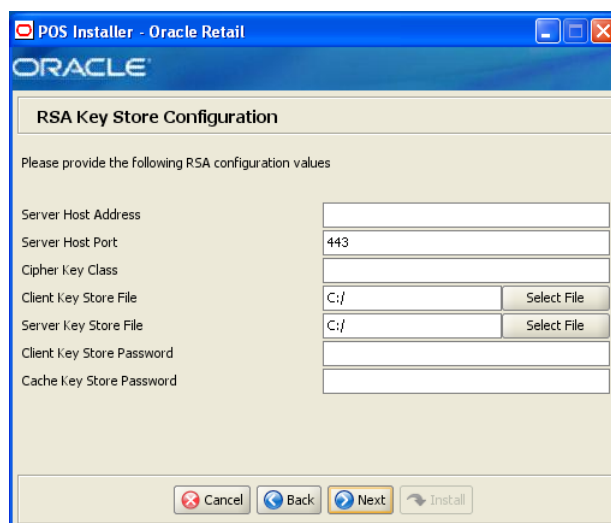 POS Installer - Oracle Retail
ORACLE
RSA Key Store Configuration
Please provide the following RSA configuration values
Server Host Address
Server Host Port 443
Cipher Key Class
Client Key Store File C:/ Select File
Server Key Store File C:/ Select File
Client Key Store Password
Cache Key Store Password
Cancel Back Next Install